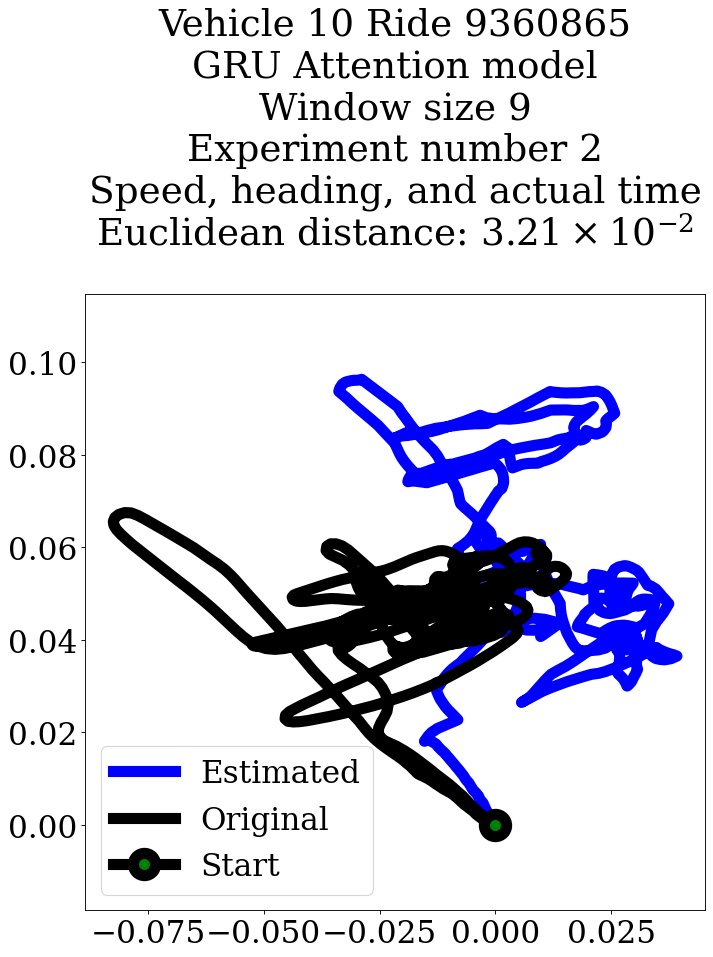 Vehicle 10 Ride 9360865
GRU Attention model
Window size 9
Experiment number 2
Speed, heading, and actual time
Euclidean distance: 3.21 × 10⁻²
0.10
0.08
0.06
0.04
0.02
0.00
Estimated
Original
Start
−0.075 −0.050 −0.025 0.000 0.025